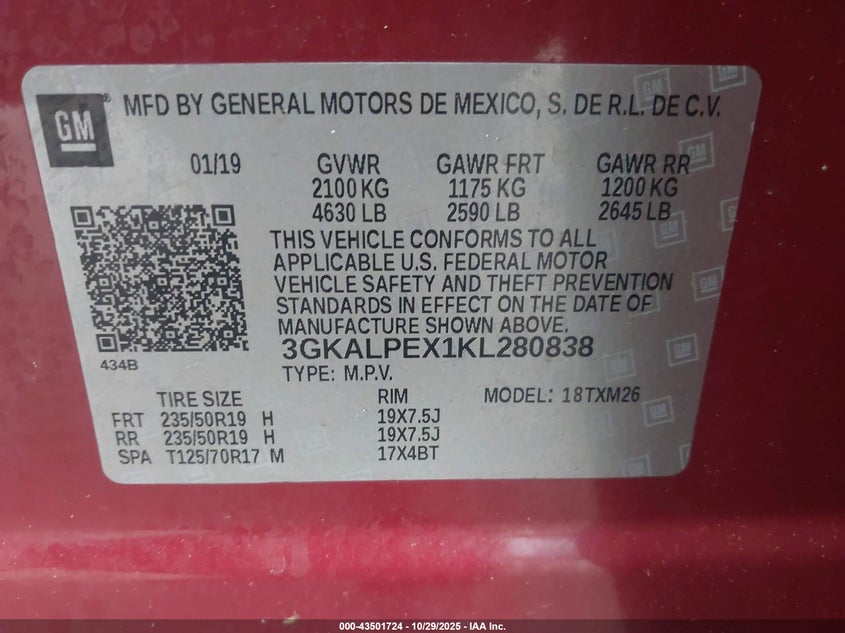 GM ® MFD BY GENERAL MOTORS DE MEXICO, S. DE R.L. DE C.V.
01/19 GVWR GAWR FRT GAWR RR
2100 KG 1175 KG 1200 KG
4630 LB 2590 LB 2645 LB
THIS VEHICLE CONFORMS TO ALL
APPLICABLE U.S. FEDERAL MOTOR
VEHICLE SAFETY AND THEFT PREVENTION
STANDARDS IN EFFECT ON THE DATE OF
MANUFACTURE SHOWN ABOVE.
434B 3GKALPEX1KL280838
TYPE: M.P.V.
TIRE SIZE RIM MODEL: 18TXM26
FRT 235/50R19 H 19X7.5J
RR 235/50R19 H 19X7.5J
SPA T125/70R17 M 17X4BT
000-43501724 | 10/29/2025 | IAA Inc.